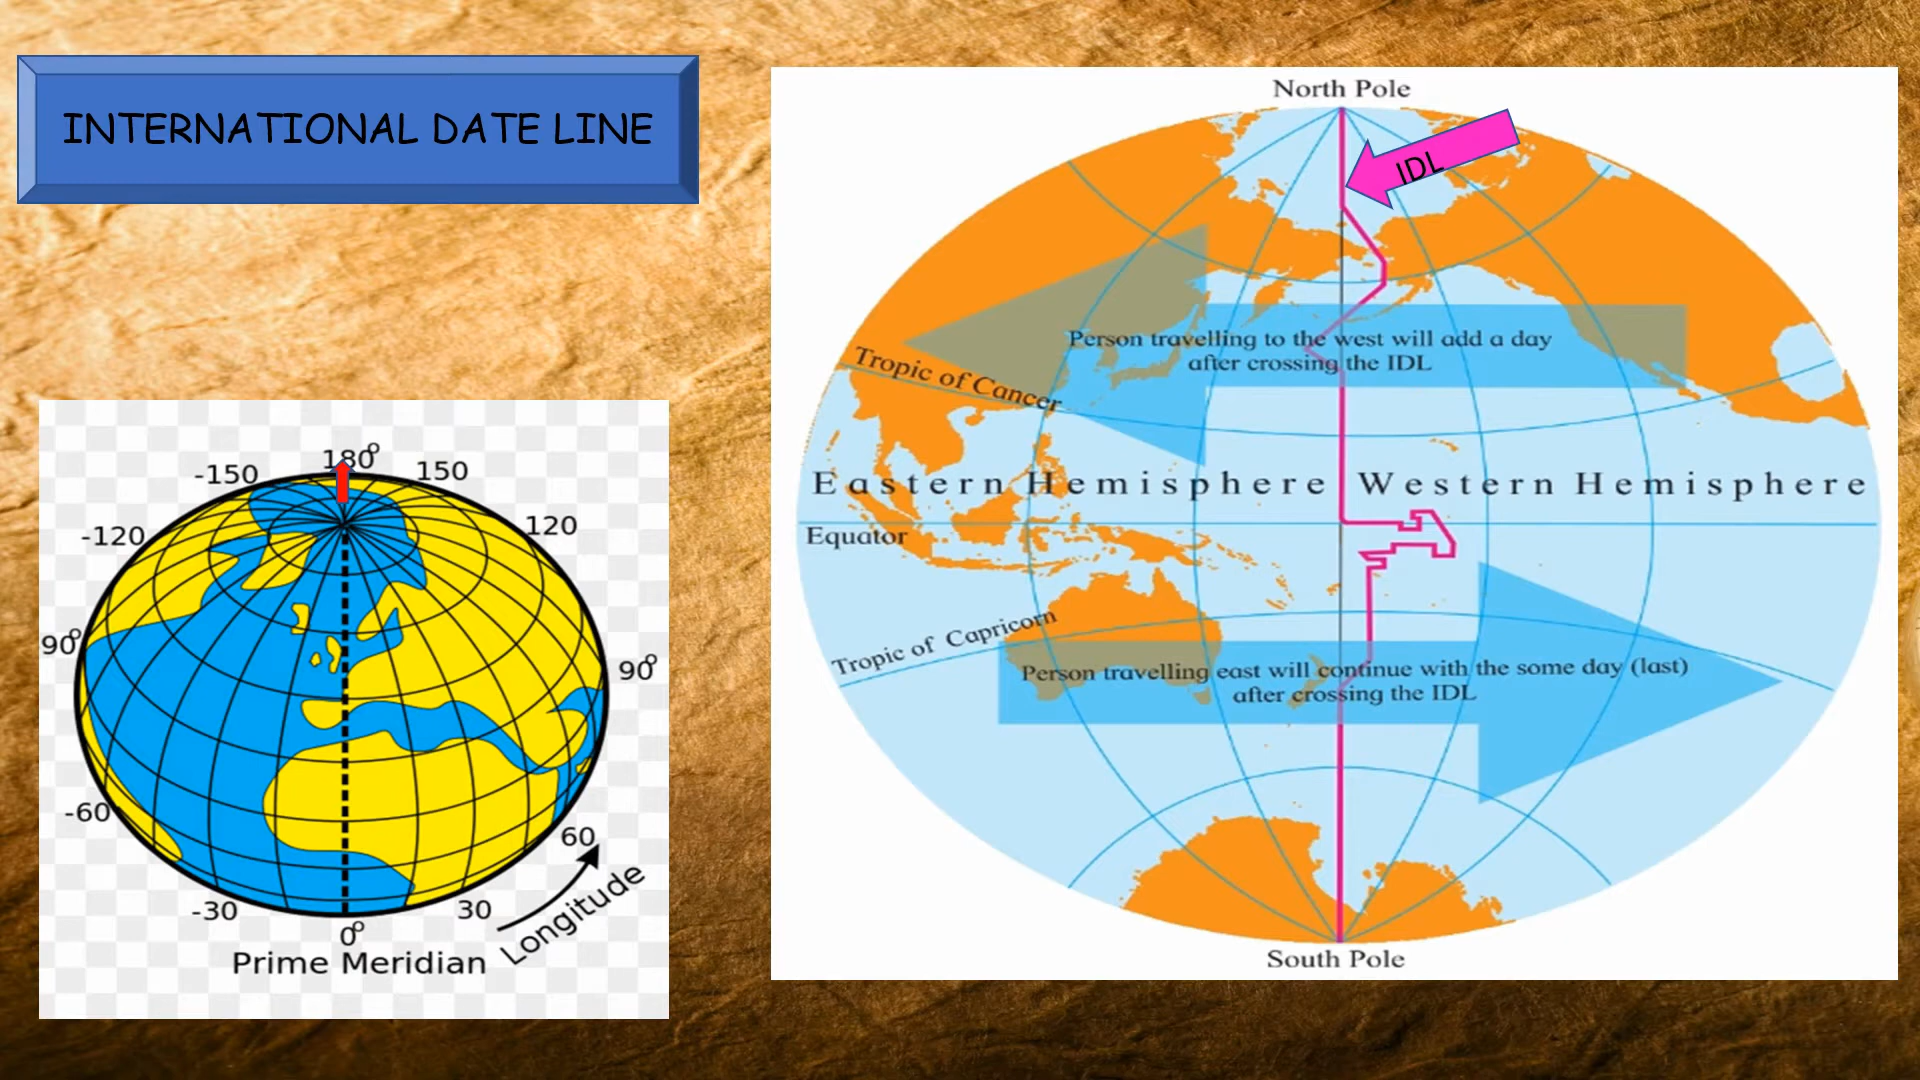 INTERNATIONAL DATE LINE
180°
-150
150
-120
120
90°
90°
-60
60
-30
30
0°
Longitude
Prime Meridian
North Pole
IDL
Person travelling to the west will add a day
after crossing the IDL
Tropic of Cancer
Eastern Hemisphere
Western Hemisphere
Equator
Tropic of Capricorn
Person travelling east will continue with the some day (last)
after crossing the IDL
South Pole